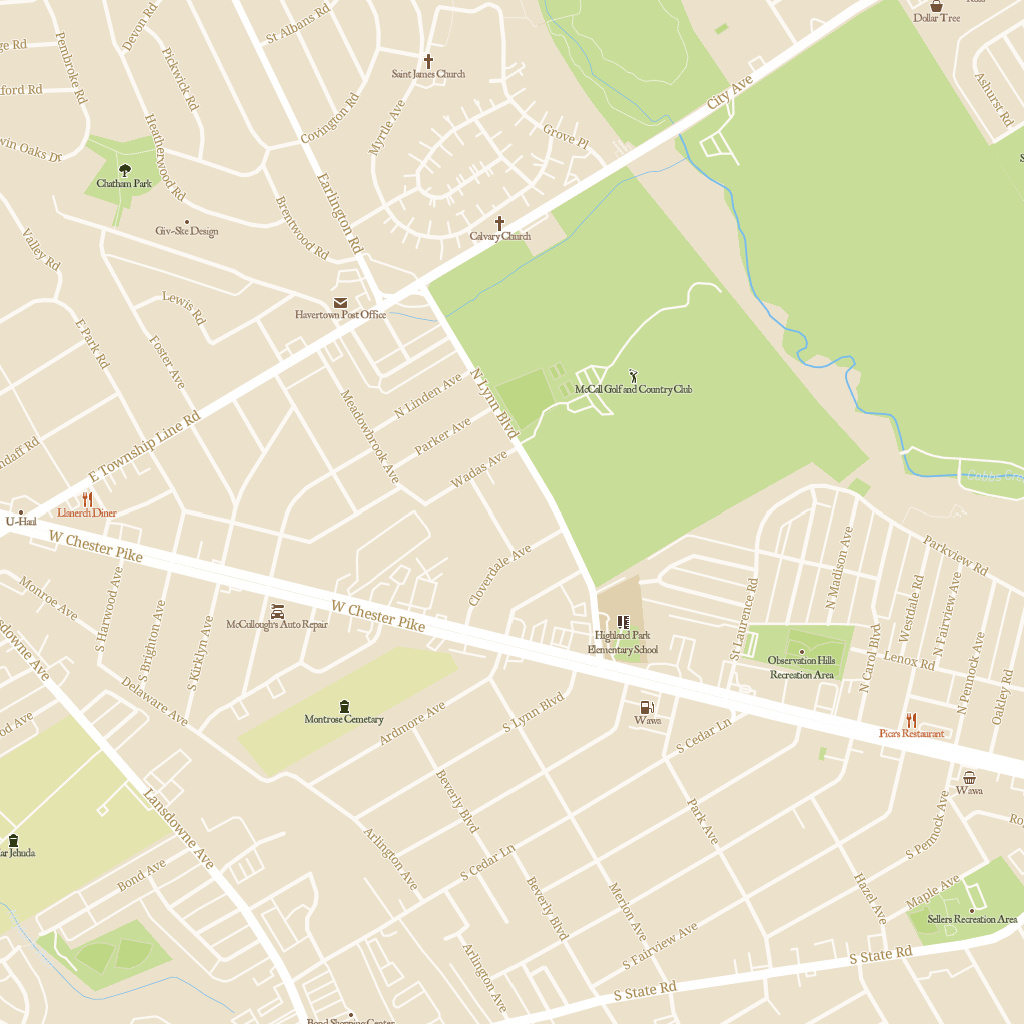 Dollar Tree
St Albans Rd
Devon Rd
Pembroke Rd
Pickwick Rd
Saint James Church
City Ave
Ashurst Rd
Covington Rd
Myrtle Ave
Grove Pl
Heatherwood Rd
Chatham Park
Earlington Rd
Brentwood Rd
Giv-Ske Design
Calvary Church
Valley Rd
Lewis Rd
Havertown Post Office
E Park Rd
Foster Ave
N Lynn Blvd
McCall Golf and Country Club
N Linden Ave
Meadowbrook Ave
Parker Ave
E Township Line Rd
Wadas Ave
Llanerch Diner
U-Haul
W Chester Pike
Parkview Rd
Cloverdale Ave
N Madison Ave
Monroe Ave
S Harwood Ave
S Brighton Ave
S Kirklyn Ave
McCullough's Auto Repair
W Chester Pike
Highland Park
Elementary School
St Laurence Rd
Westdale Rd
N Fairview Ave
Observation Hills
Recreation Area
N Carol Blvd
Lenox Rd
N Pennock Ave
Oakley Rd
Delaware Ave
Montrose Cemetary
Ardmore Ave
S Lynn Blvd
Wawa
S Cedar Ln
Pica's Restaurant
Wawa
Lansdowne Ave
Beverly Blvd
Park Ave
S Pennock Ave
Arlington Ave
Bond Ave
S Cedar Ln
Beverly Blvd
Merion Ave
Hazel Ave
Maple Ave
Sellers Recreation Area
S Fairview Ave
Arlington Ave
S State Rd
S State Rd
Bond Shopping Center